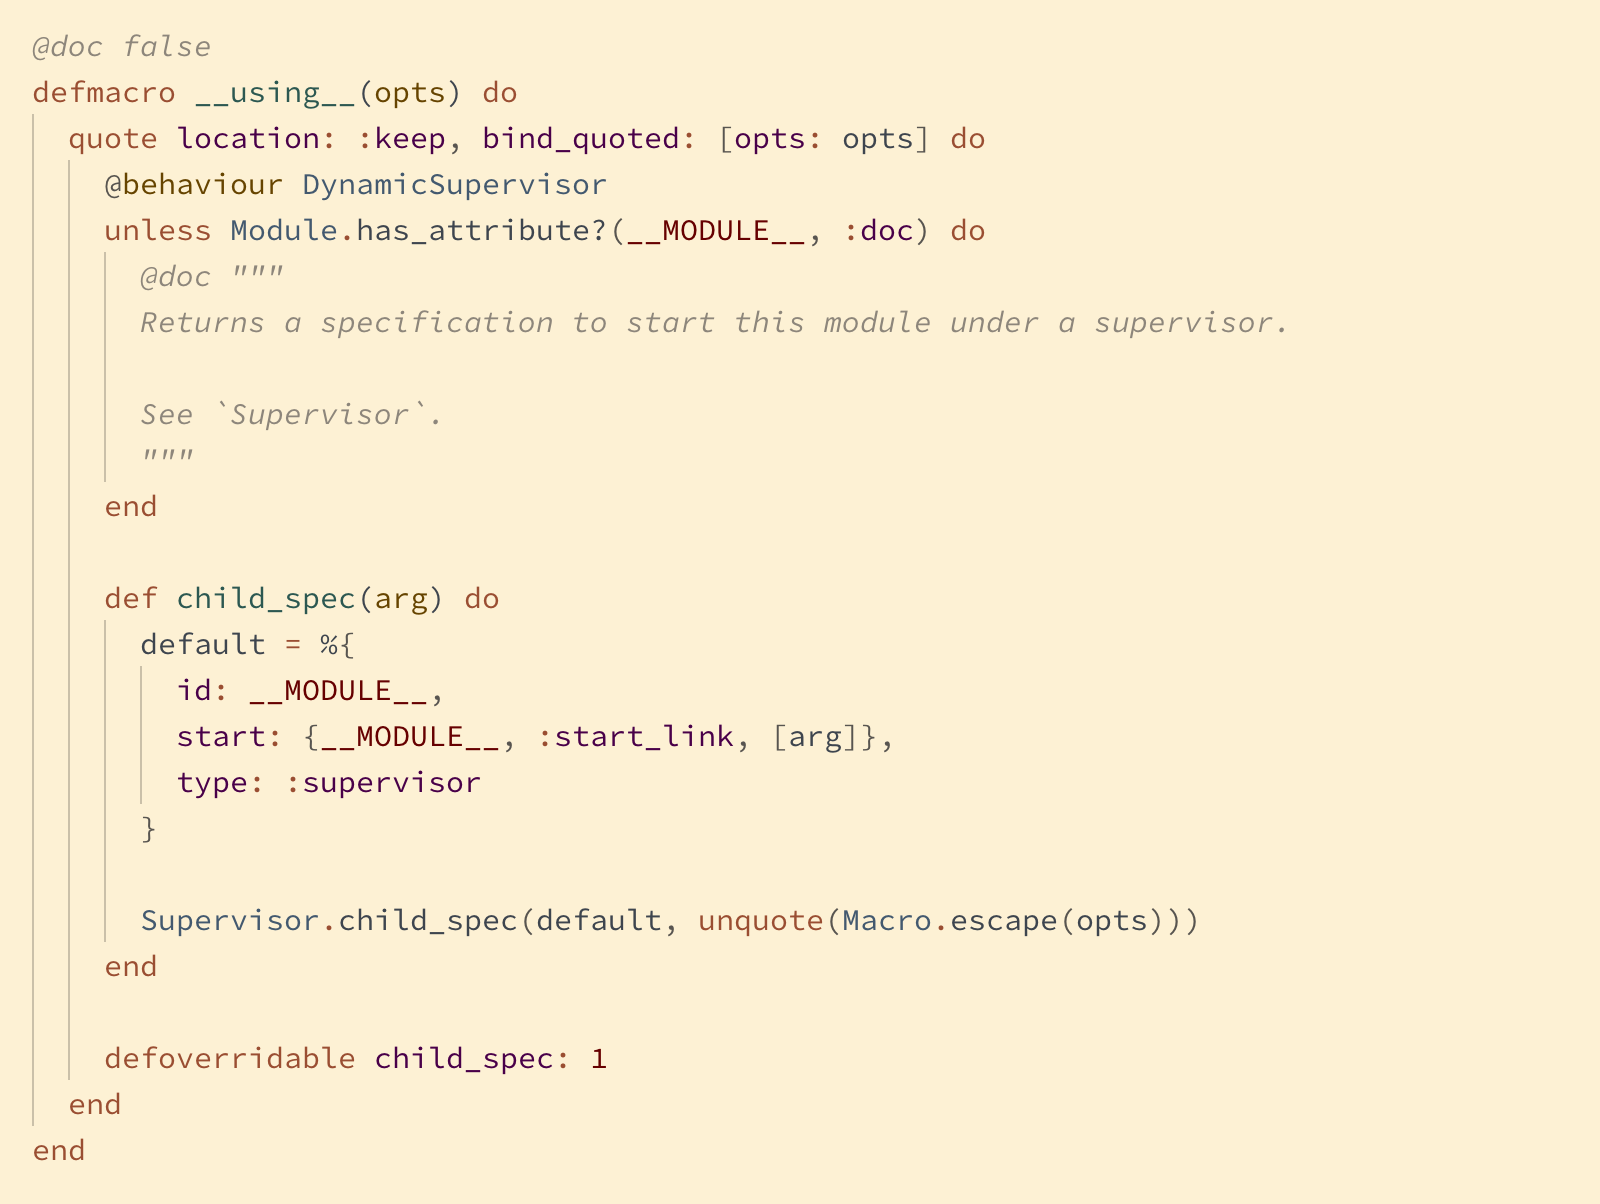 @doc false
defmacro __using__(opts) do
  quote location: :keep, bind_quoted: [opts: opts] do
    @behaviour DynamicSupervisor
    unless Module.has_attribute?(__MODULE__, :doc) do
      @doc """
      Returns a specification to start this module under a supervisor.

      See `Supervisor`.
      """
    end

    def child_spec(arg) do
      default = %{
        id: __MODULE__,
        start: {__MODULE__, :start_link, [arg]},
        type: :supervisor
      }

      Supervisor.child_spec(default, unquote(Macro.escape(opts)))
    end

    defoverridable child_spec: 1
  end
end